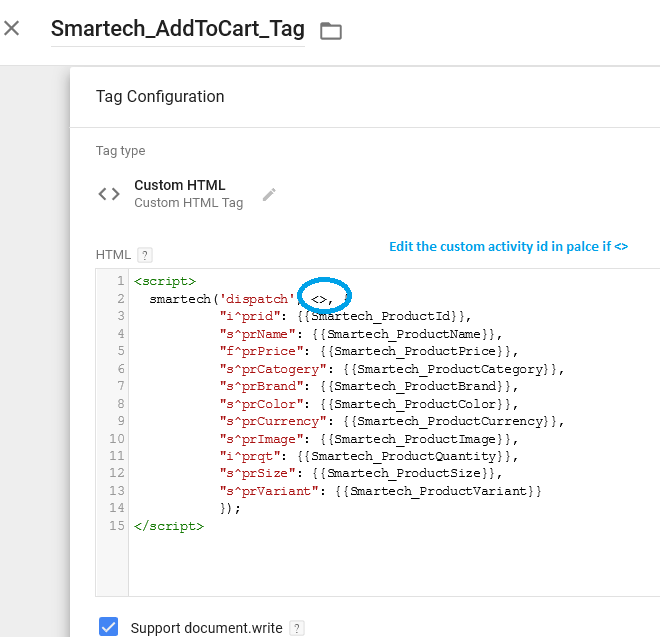 Smartech_AddToCart_Tag
Tag Configuration
Tag type
Custom HTML
Custom HTML Tag
Edit the custom activity id in palce if <>
HTML ?
1 <script>
2 smartech('dispatch', <>, {
3 "i^prid": {{Smartech_ProductId}},
4 "s^prName": {{Smartech_ProductName}},
5 "f^prPrice": {{Smartech_ProductPrice}},
6 "s^prCatogery": {{Smartech_ProductCategory}},
7 "s^prBrand": {{Smartech_ProductBrand}},
8 "s^prColor": {{Smartech_ProductColor}},
9 "s^prCurrency": {{Smartech_ProductCurrency}},
10 "s^prImage": {{Smartech_ProductImage}},
11 "i^prqt": {{Smartech_ProductQuantity}},
12 "s^prSize": {{Smartech_ProductSize}},
13 "s^prVariant": {{Smartech_ProductVariant}}
14 });
15 </script>
Support document.write ?